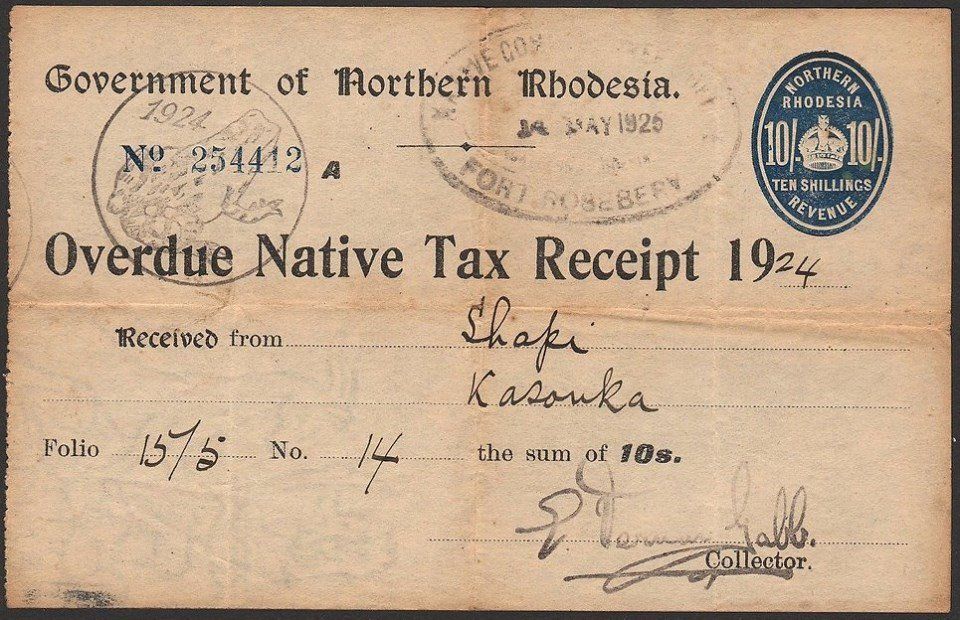 Government of Northern Rhodesia.
1924
Nº 254412 A
MAY 1925
FORT ROSEBERY
NORTHERN
RHODESIA
10/- 10/-
TEN SHILLINGS
REVENUE
Overdue Native Tax Receipt 1924
Received from Shapi
Kasonka
Folio 15/5 No. 14 the sum of 10s.
Gabb.
Collector.